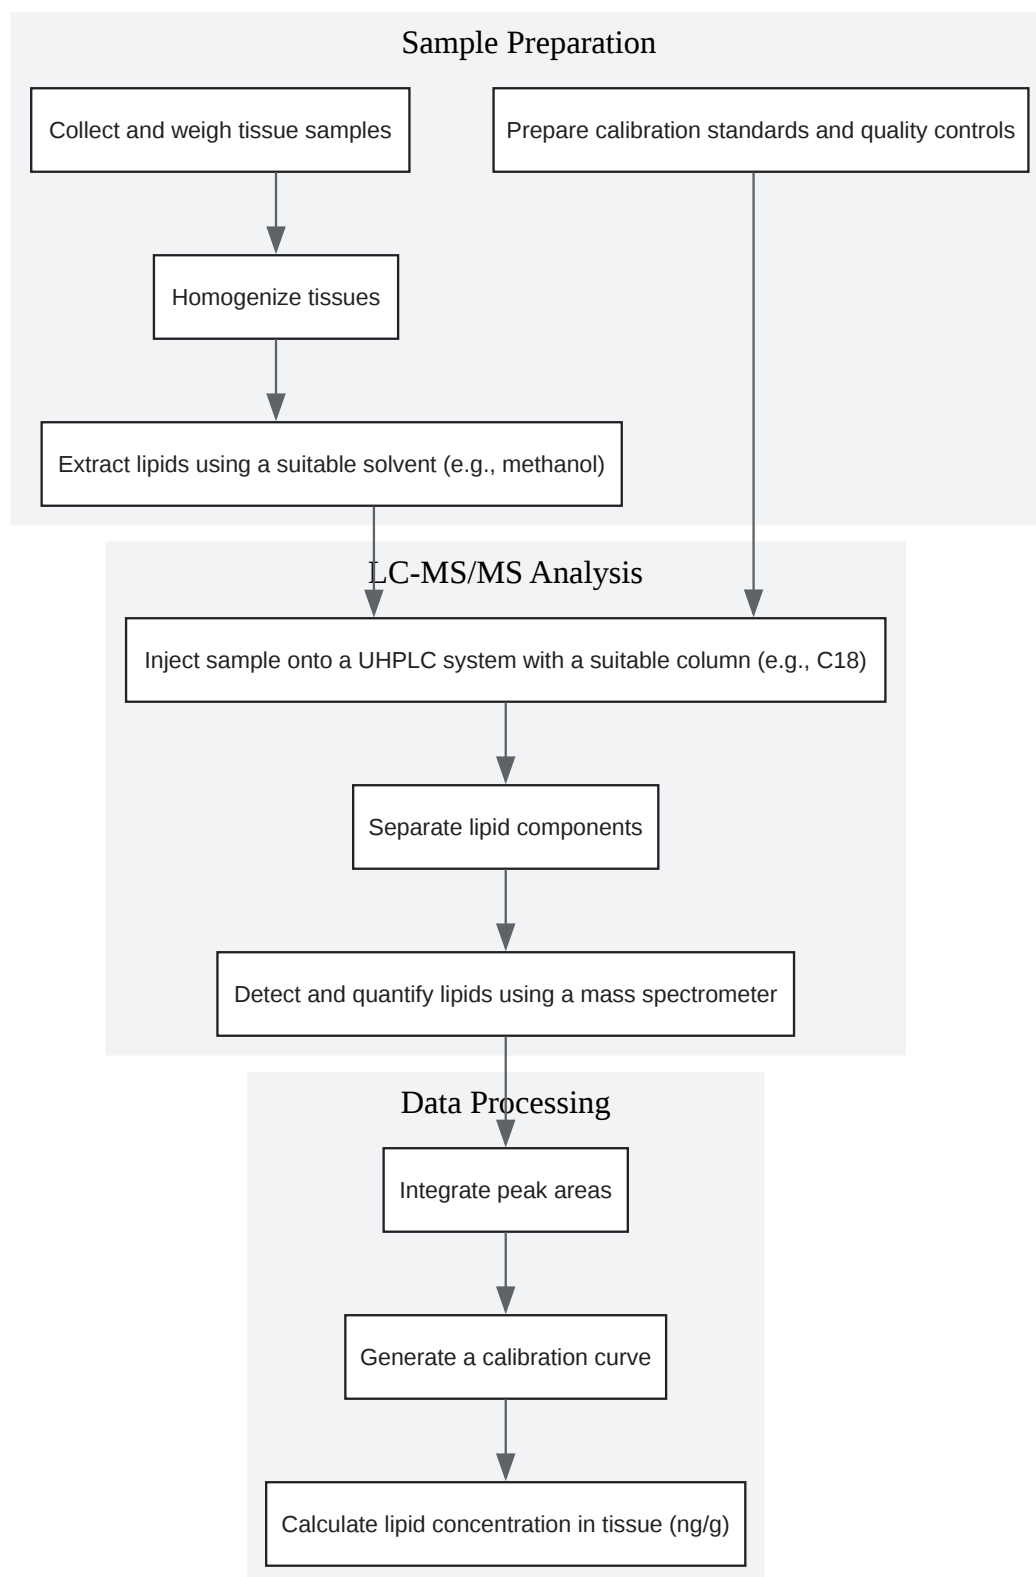 Sample Preparation
Collect and weigh tissue samples
Prepare calibration standards and quality controls
Homogenize tissues
Extract lipids using a suitable solvent (e.g., methanol)
LC-MS/MS Analysis
Inject sample onto a UHPLC system with a suitable column (e.g., C18)
Separate lipid components
Detect and quantify lipids using a mass spectrometer
Data Processing
Integrate peak areas
Generate a calibration curve
Calculate lipid concentration in tissue (ng/g)